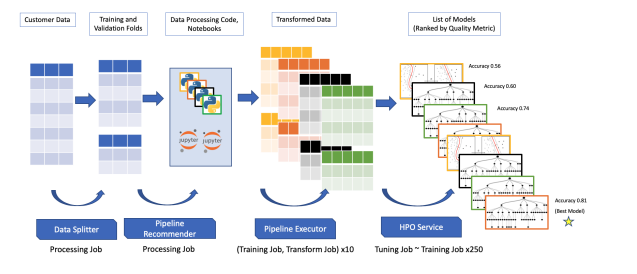 Customer Data
Training and
Validation Folds
Data Processing Code,
Notebooks
Transformed Data
List of Models
(Ranked by Quality Metric)
Accuracy 0.56
Accuracy 0.60
Accuracy 0.74
jupyter
jupyter
Accuracy 0.81
(Best Model)
Data Splitter
Pipeline
Recommender
Pipeline Executor
HPO Service
Processing Job
Processing Job
(Training Job, Transform Job) x10
Tuning Job ~ Training Job x250